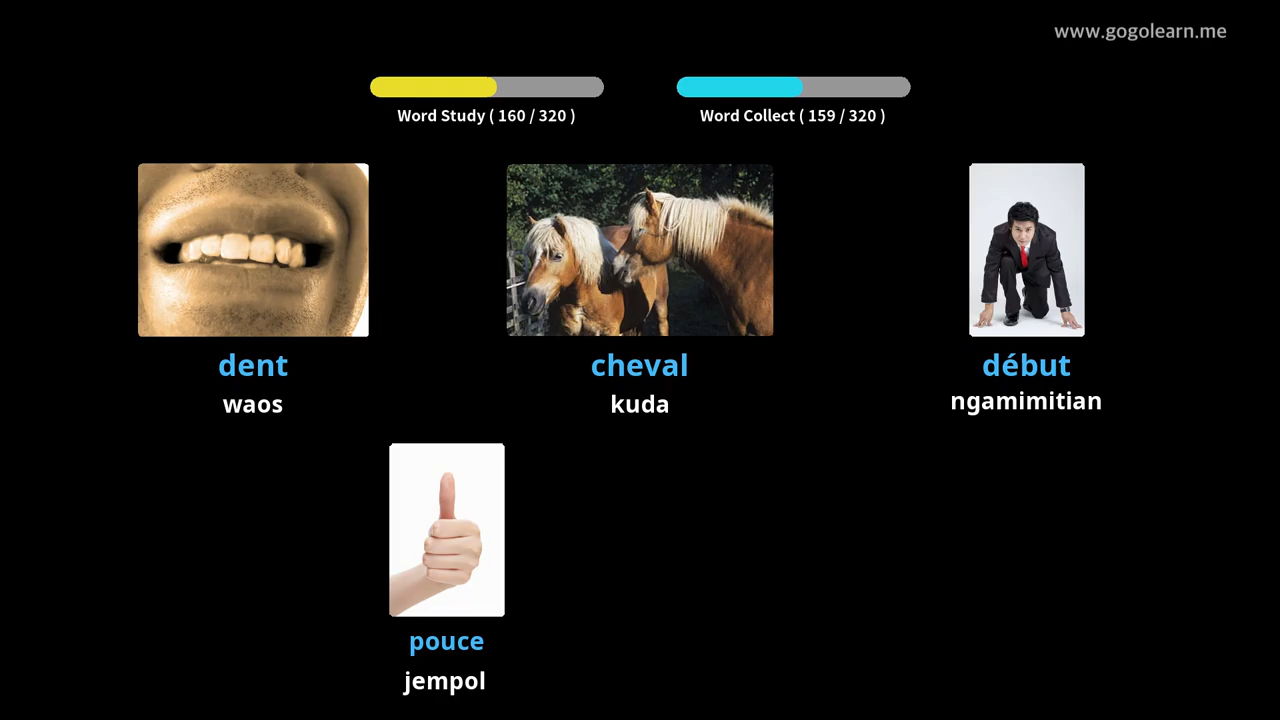 www.gogolearn.me
Word Study ( 160 / 320 )
Word Collect ( 159 / 320 )
dent
waos
cheval
kuda
début
ngamimitian
pouce
jempol